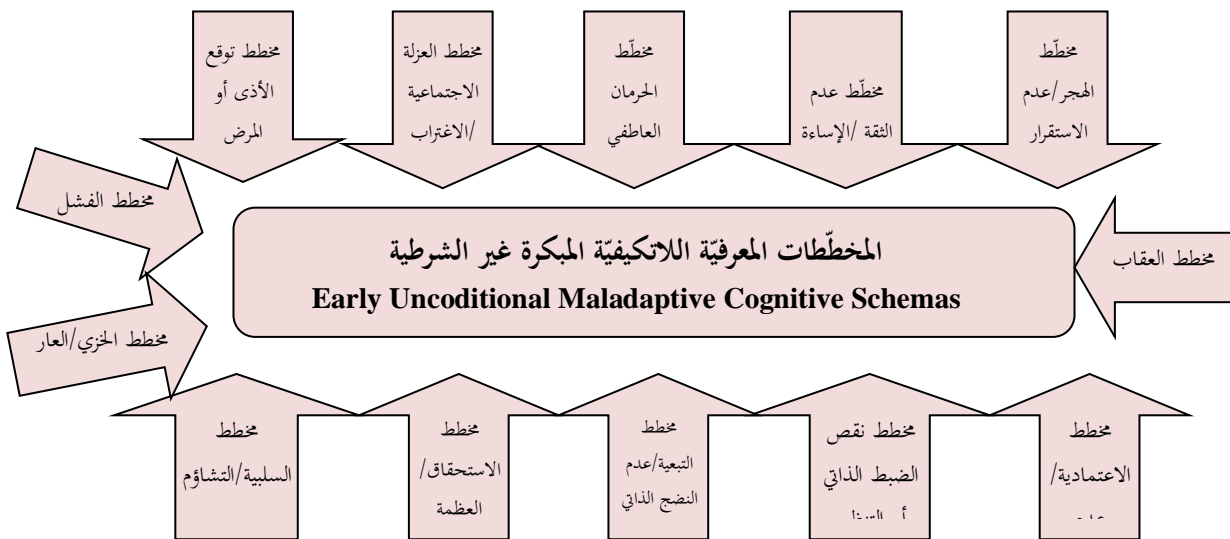 مخطّط
الهجر/عدم
الاستقرار
مخطّط عدم
الثقة /الإساءة
مخطّط
الحرمان
العاطفي
مخطط العزلة
الاجتماعية
/الاغتراب
مخطط توقع
الأذى أو
المرض
مخطط الفشل
المخطّطات المعرفيّة اللاتكيفيّة المبكرة غير الشرطية
Early Uncoditional Maladaptive Cognitive Schemas
مخطط العقاب
مخطط الخزي/العار
مخطط
الاعتمادية/
مخطط نقص
الضبط الذاتي
مخطط
التبعية/عدم
النضج الذاتي
مخطط
الاستحقاق/
العظمة
مخطط
السلبية/التشاؤم